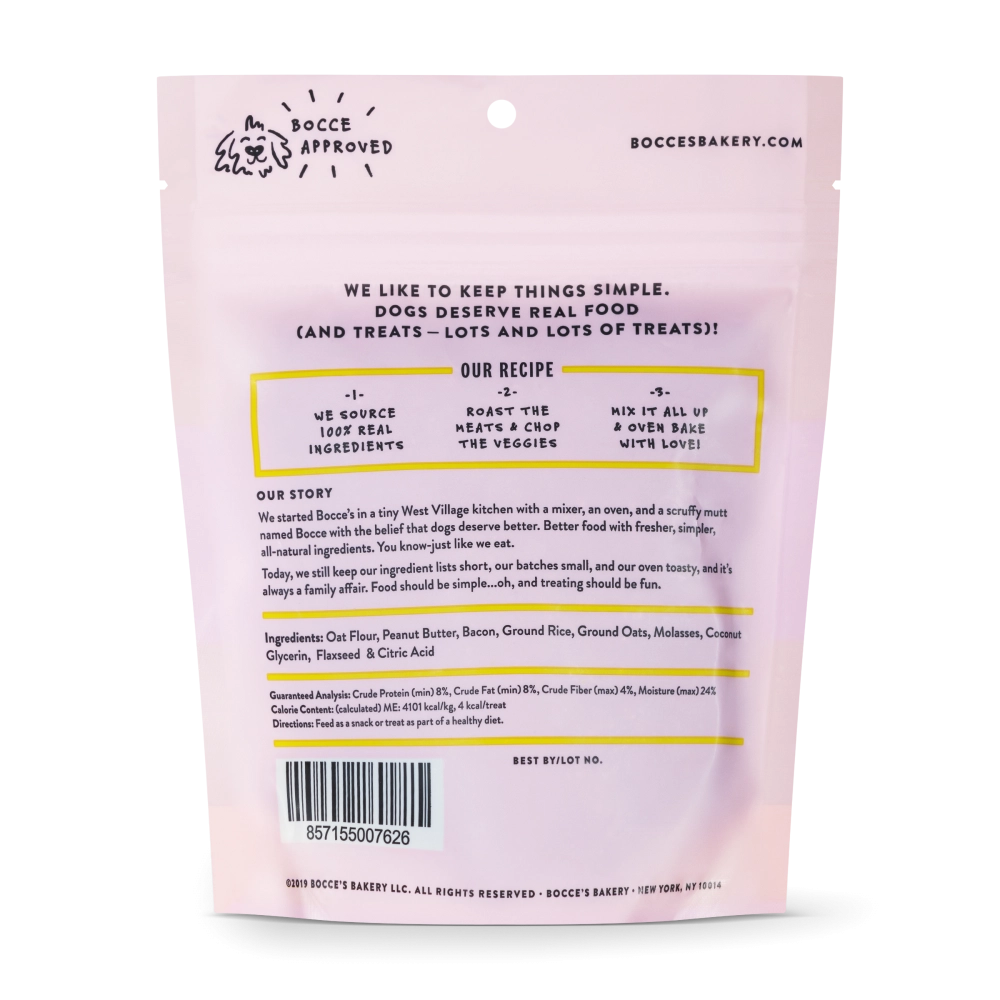 BOCCE
APPROVED
BOCCESBAKERY.COM
WE LIKE TO KEEP THINGS SIMPLE.
DOGS DESERVE REAL FOOD
(AND TREATS — LOTS AND LOTS OF TREATS)!
OUR RECIPE
-1-
WE SOURCE
100% REAL
INGREDIENTS
-2-
ROAST THE
MEATS & CHOP
THE VEGGIES
-3-
MIX IT ALL UP
& OVEN BAKE
WITH LOVE!
OUR STORY
We started Bocce's in a tiny West Village kitchen with a mixer, an oven, and a scruffy mutt
named Bocce with the belief that dogs deserve better. Better food with fresher, simpler,
all-natural ingredients. You know-just like we eat.
Today, we still keep our ingredient lists short, our batches small, and our oven toasty, and it's
always a family affair. Food should be simple...oh, and treating should be fun.
Ingredients: Oat Flour, Peanut Butter, Bacon, Ground Rice, Ground Oats, Molasses, Coconut
Glycerin, Flaxseed & Citric Acid
Guaranteed Analysis: Crude Protein (min) 8%, Crude Fat (min) 8%, Crude Fiber (max) 4%, Moisture (max) 24%
Calorie Content: (calculated) ME: 4101 kcal/kg, 4 kcal/treat
Directions: Feed as a snack or treat as part of a healthy diet.
BEST BY/LOT NO.
857155007626
©2019 BOCCE'S BAKERY LLC. ALL RIGHTS RESERVED • BOCCE'S BAKERY • NEW YORK, NY 10014